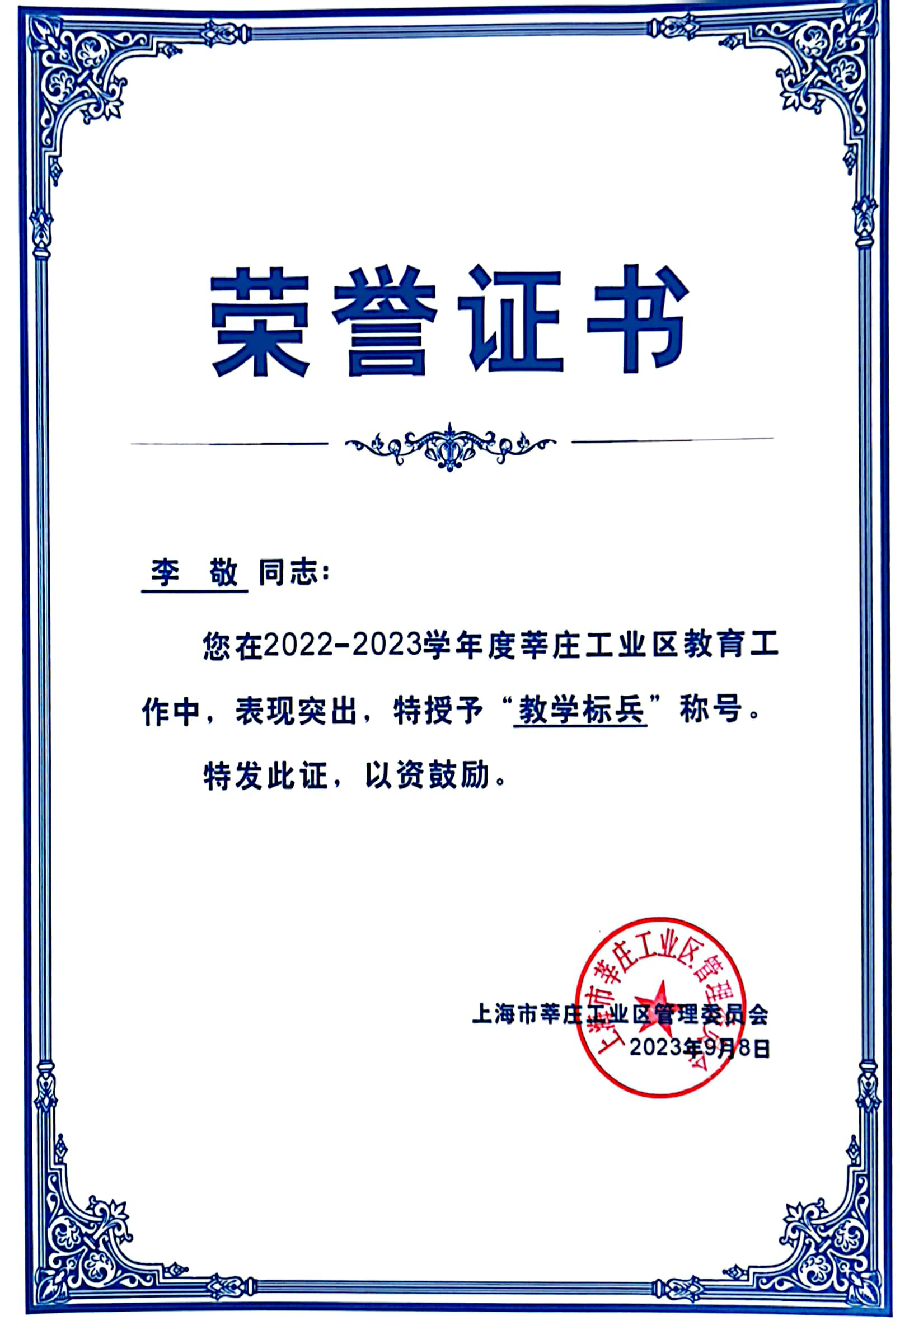 荣誉证书
李 敬 同志：
您在2022-2023学年度莘庄工业区教育工
作中，表现突出，特授予“教学标兵”称号。
特发此证，以资鼓励。
上海市莘庄工业区管理委员会
2023年9月8日
上海市莘庄工业区管理委员会